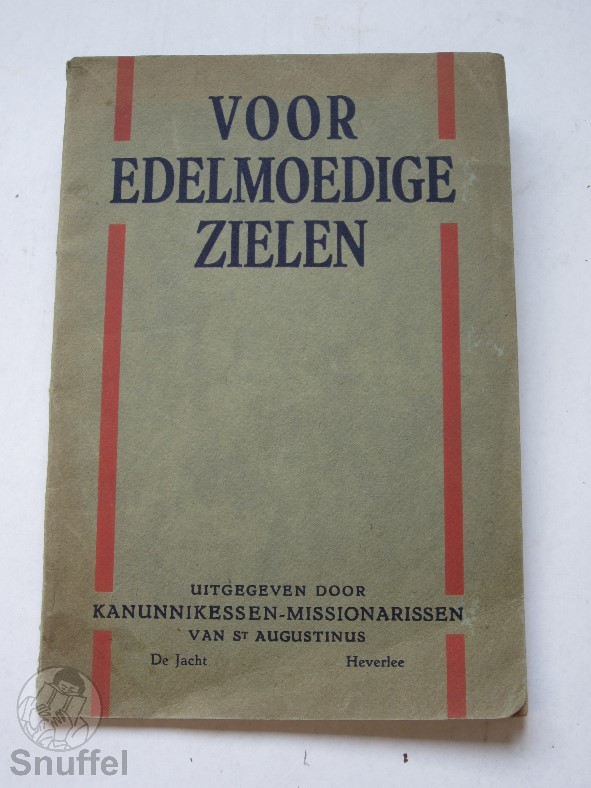 VOOR
EDELMOEDIGE
ZIELEN
UITGEGEVEN DOOR
KANUNNIKESSEN-MISSIONARISSEN
VAN ST AUGUSTINUS
De Jacht Heverlee
Snuffel